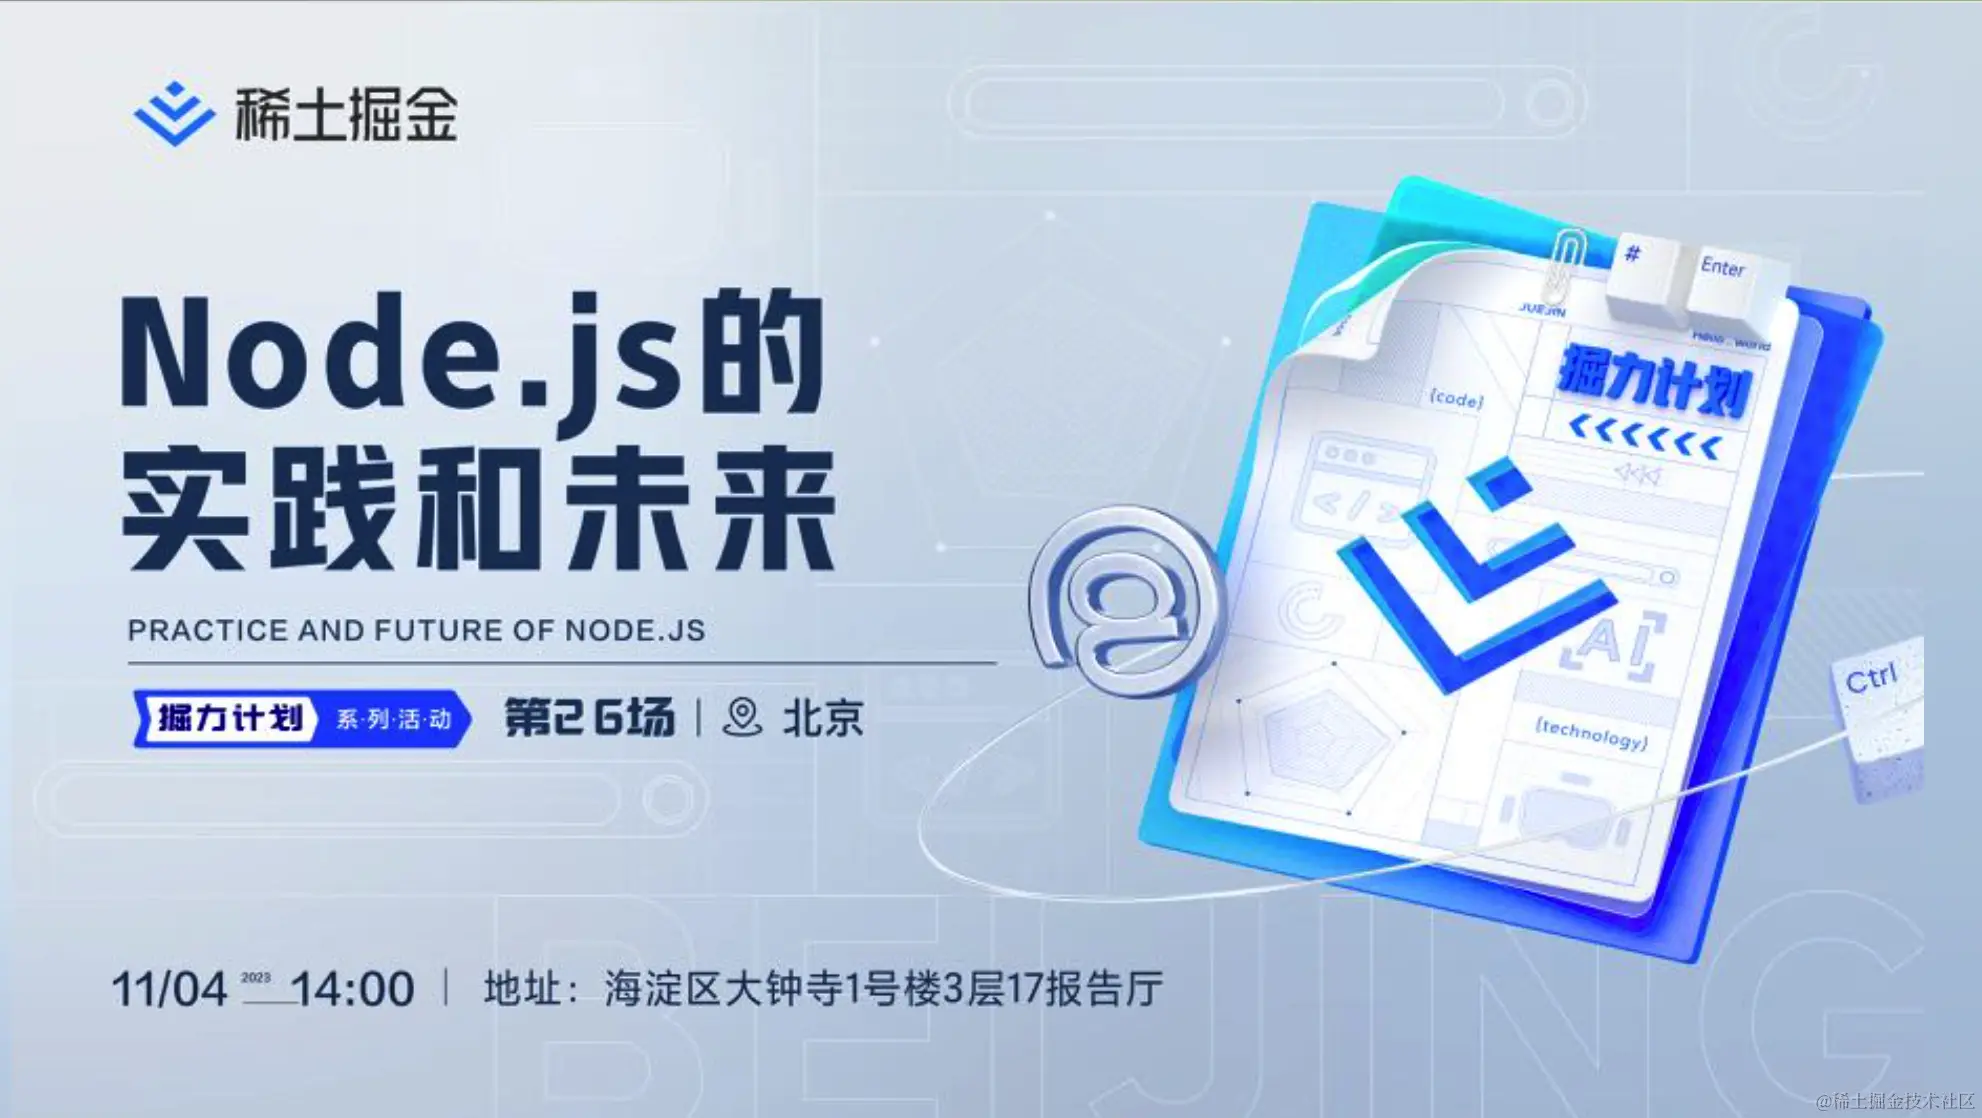 稀土掘金
Node.js的
实践和未来
PRACTICE AND FUTURE OF NODE.JS
掘力计划 系·列·活·动 第26场 北京
11/04 2023 14:00 地址：海淀区大钟寺1号楼3层17报告厅
# Enter
JUEJIN
Hello . world
掘力计划
{code}
</>
AI
{technology}
Ctrl
@
BEIJING
@稀土掘金技术社区